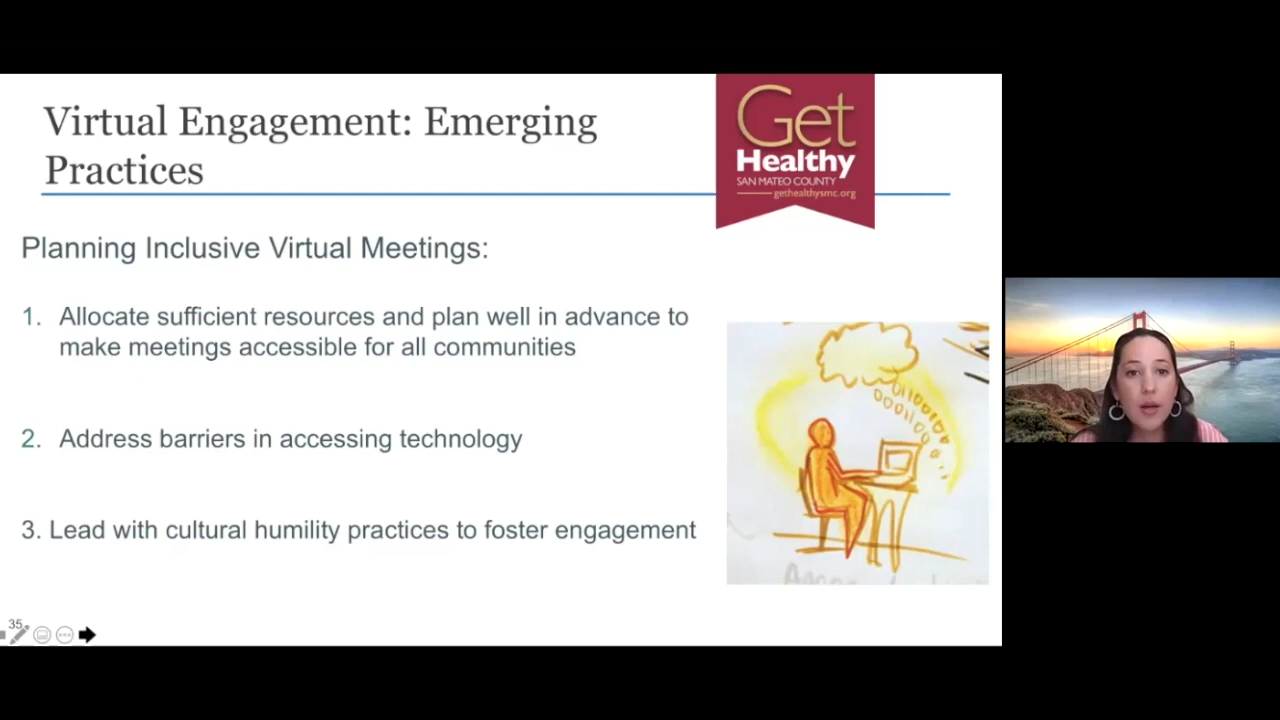 Virtual Engagement: Emerging
Practices
Get
Healthy
SAN MATEO COUNTY
gethealthysmc.org
Planning Inclusive Virtual Meetings:
1. Allocate sufficient resources and plan well in advance to
make meetings accessible for all communities
2. Address barriers in accessing technology
3. Lead with cultural humility practices to foster engagement
35